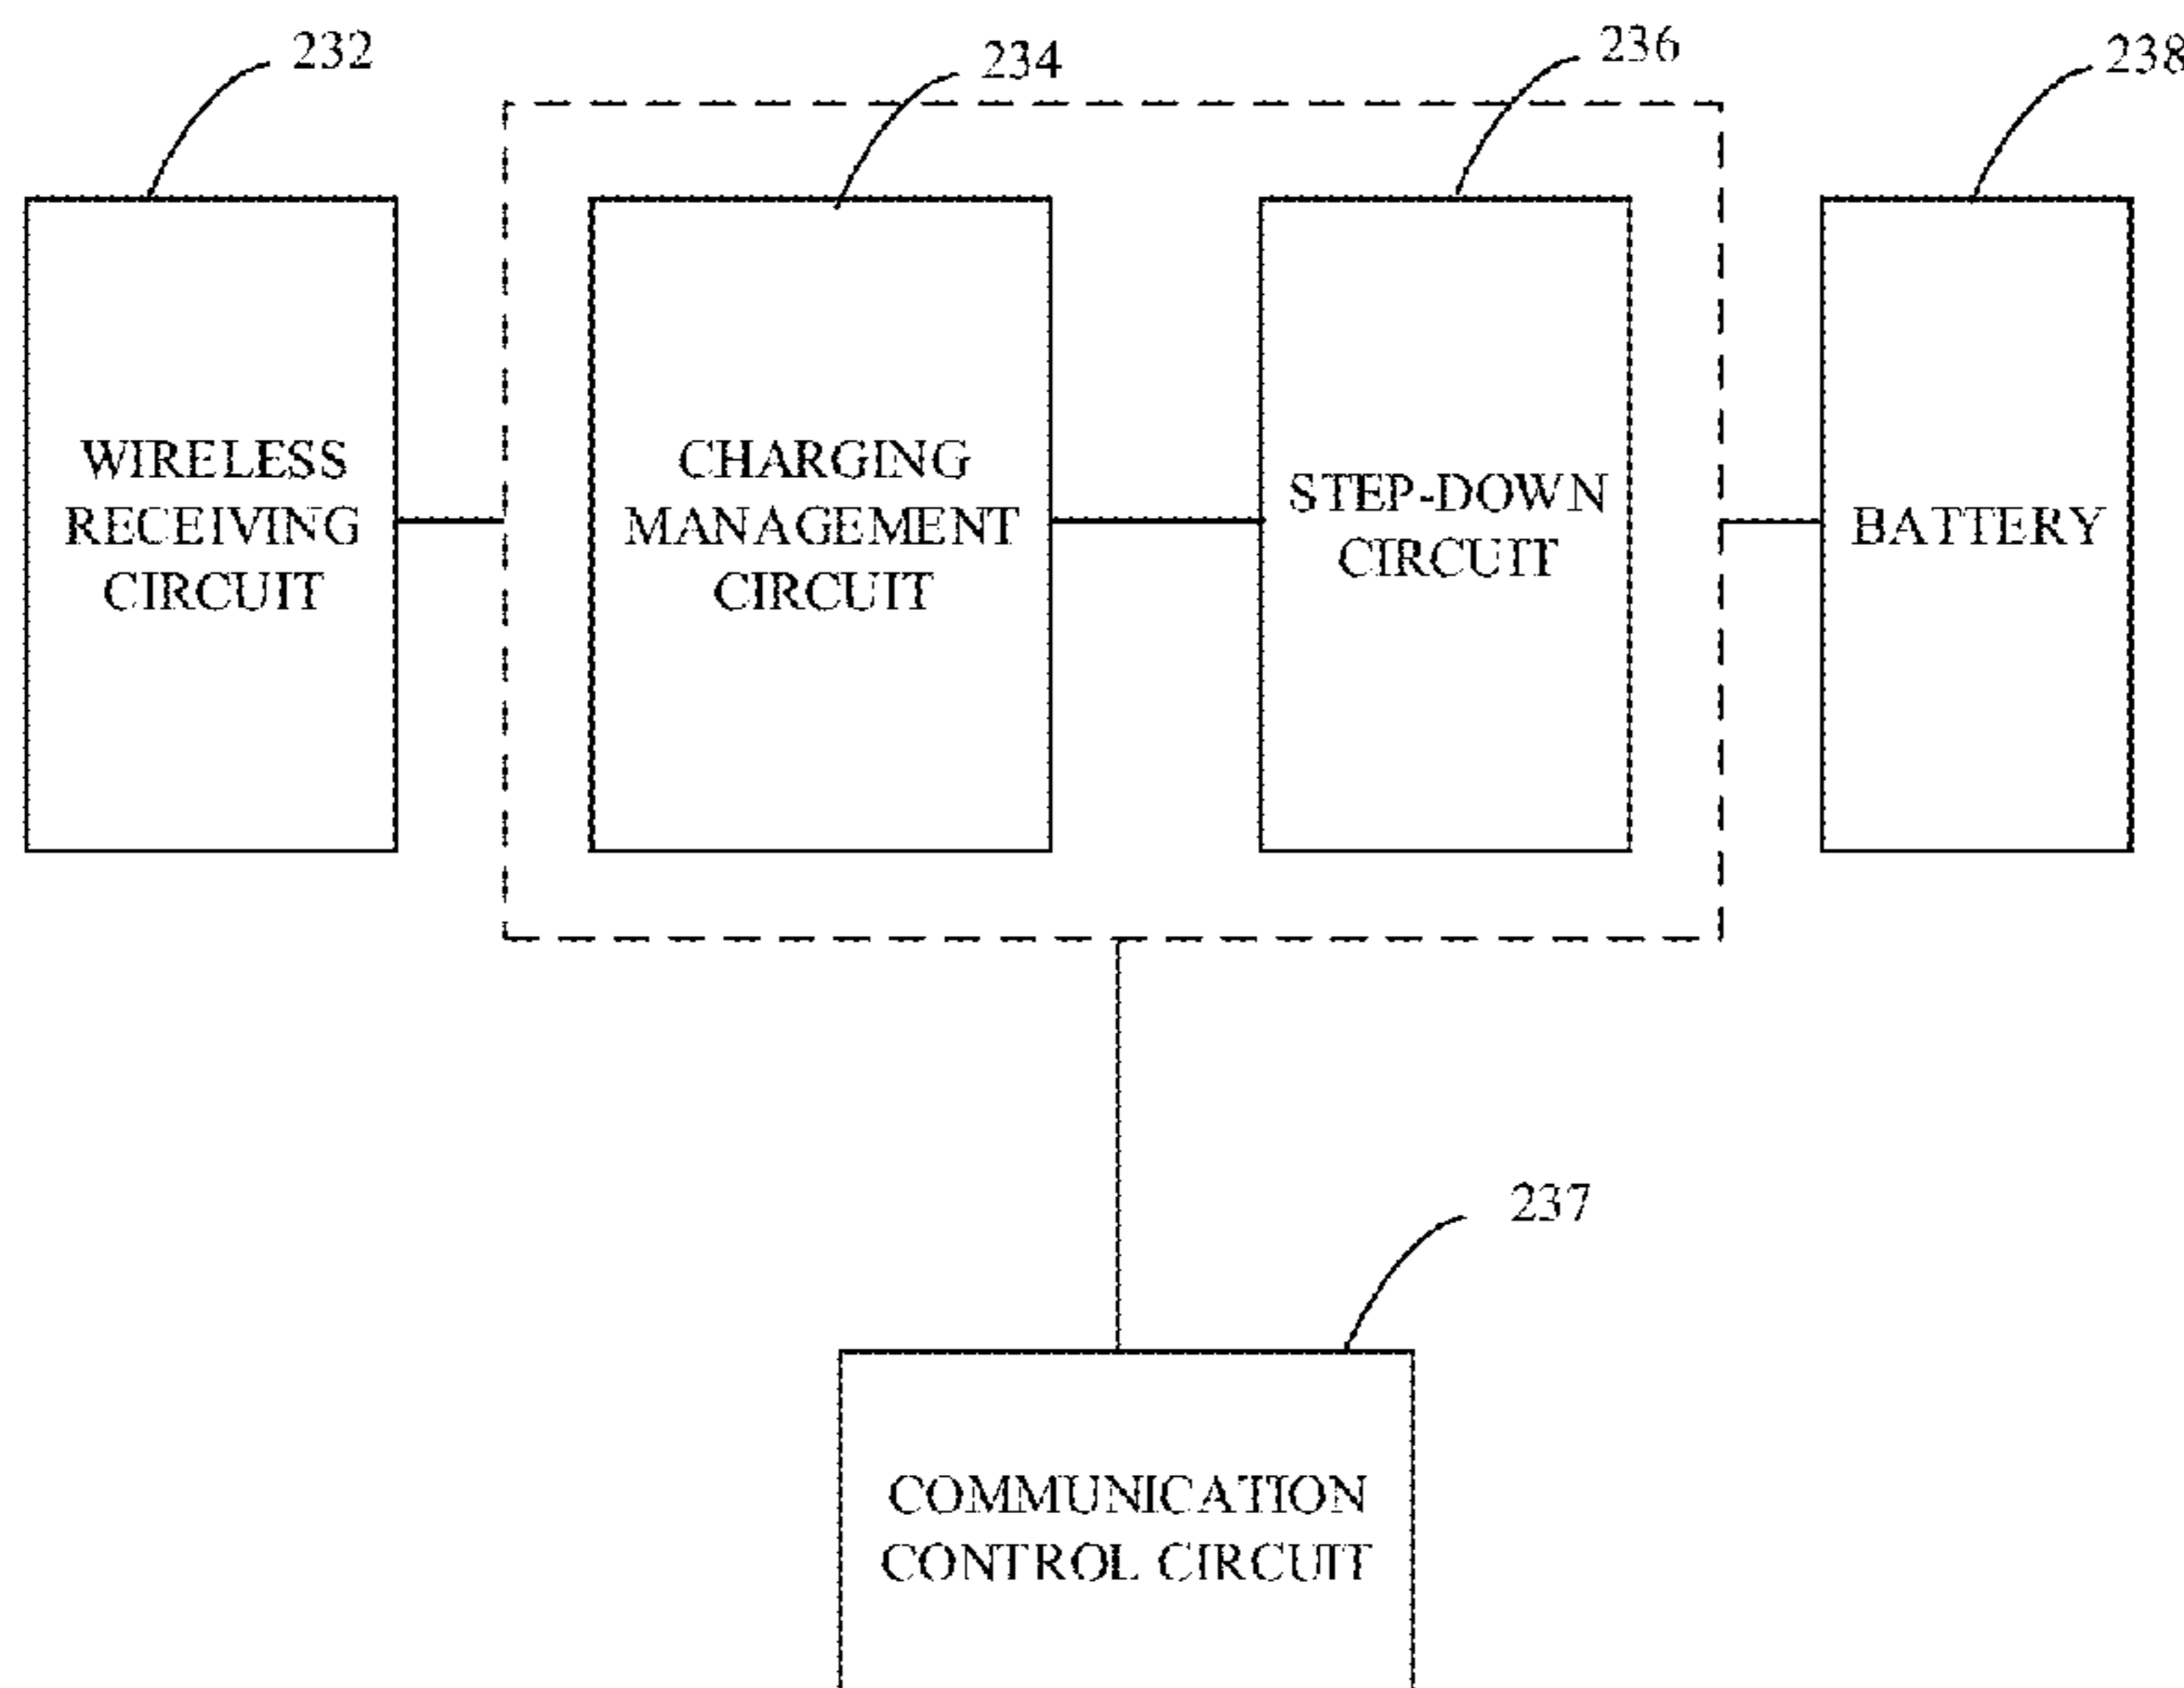 232
234
236
238
WIRELESS
RECEIVING
CIRCUIT
CHARGING
MANAGEMENT
CIRCUIT
STEP-DOWN
CIRCUIT
BATTERY
237
COMMUNICATION
CONTROL CIRCUIT